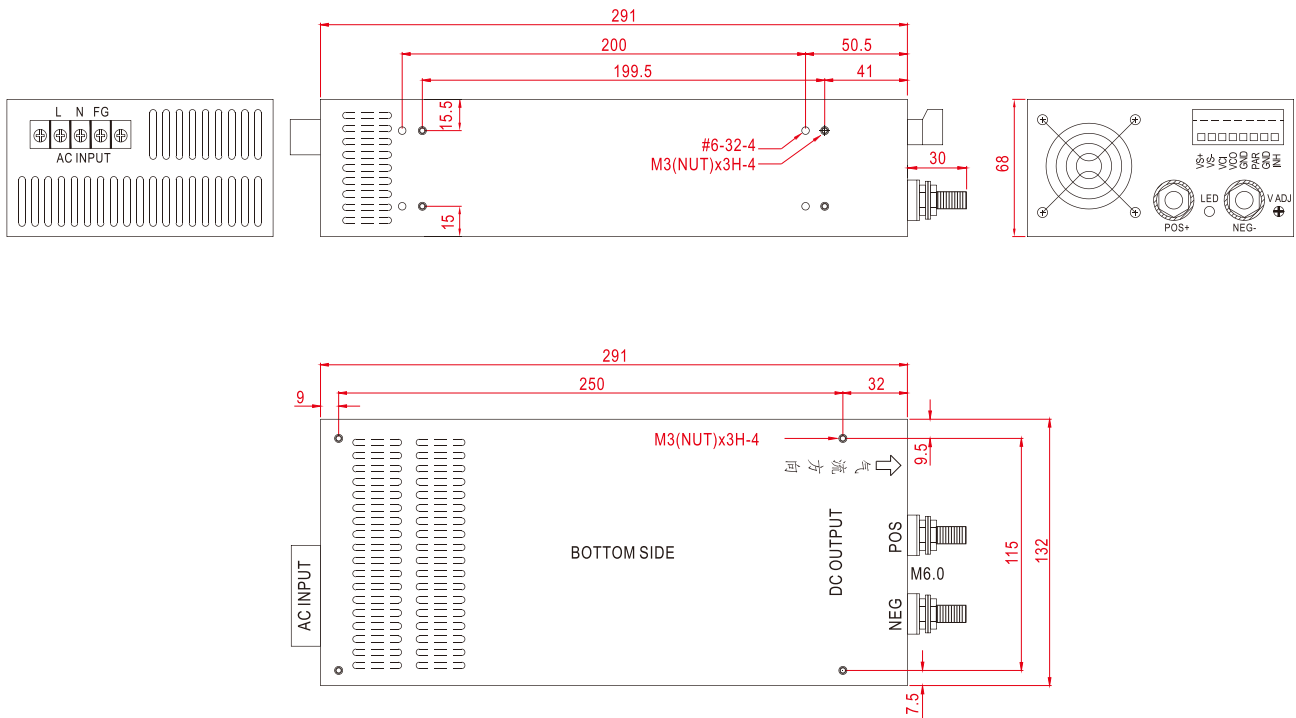 291
200
50.5
199.5
41
15.5
#6-32-4
M3(NUT)x3H-4
30
15
L N FG
AC INPUT
68
VS+
VS-
VCI
VCO
GND
PAR
GND
INH
LED
V ADJ
POS+
NEG-
291
250
32
9
M3(NUT)x3H-4
9.5
气流方向
DC OUTPUT
POS
BOTTOM SIDE
M6.0
NEG
AC INPUT
115
132
7.5